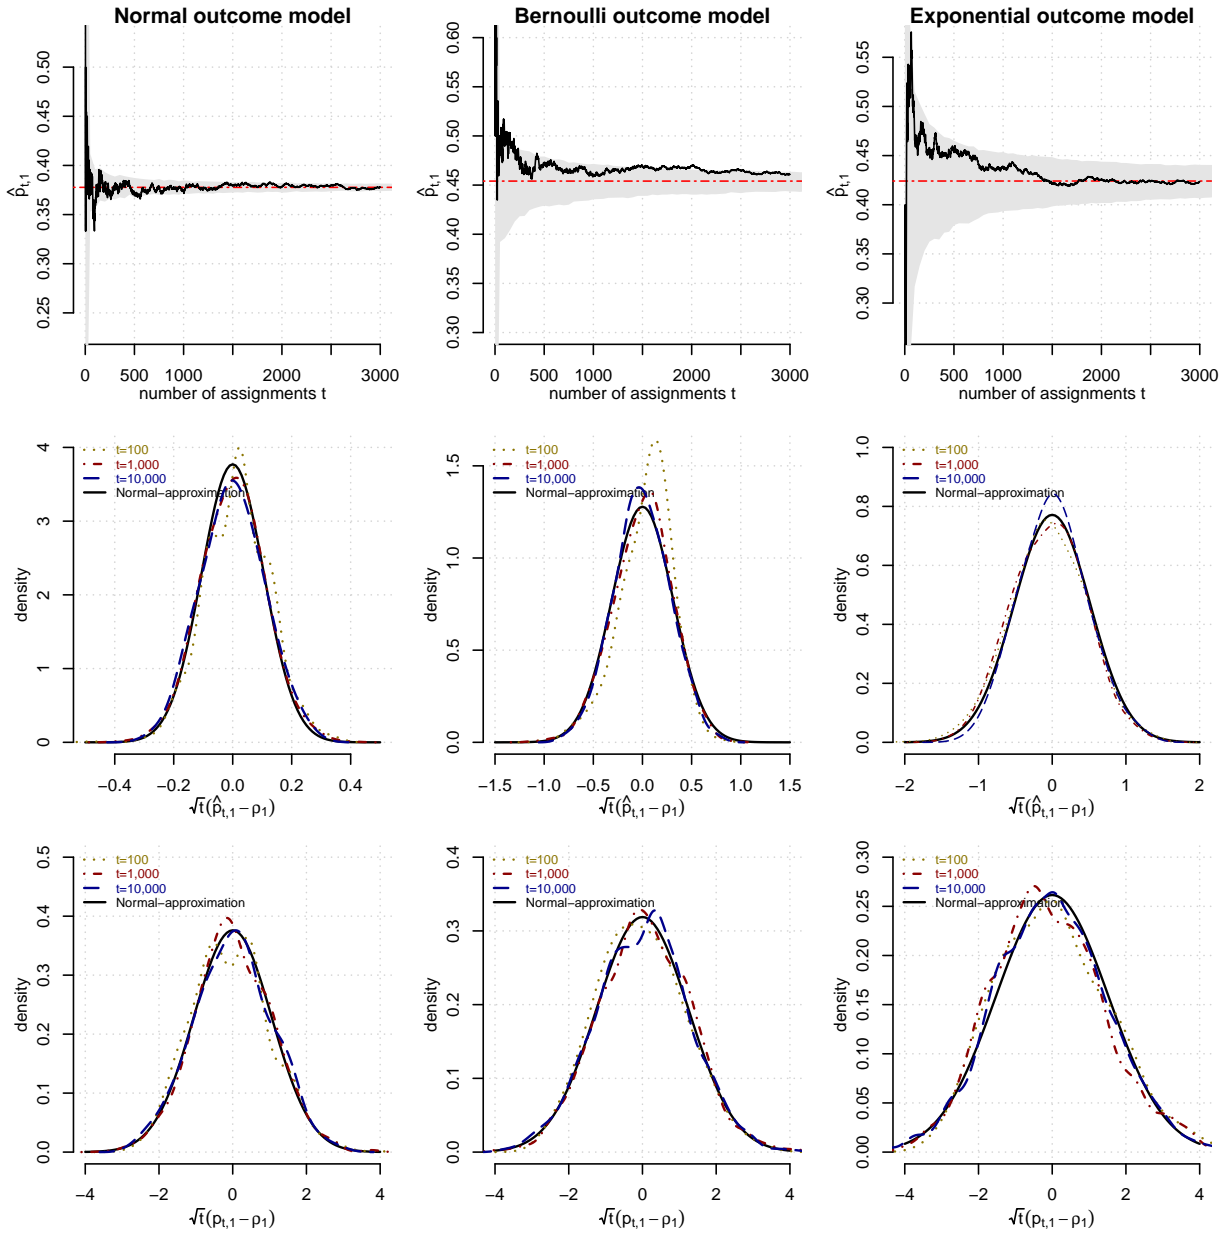 Normal outcome model
Bernoulli outcome model
Exponential outcome model
0.25 0.30 0.35 0.40 0.45 0.50
p̂t,1
0 500 1000 2000 3000
number of assignments t
0.30 0.35 0.40 0.45 0.50 0.55 0.60
p̂t,1
0 500 1000 2000 3000
number of assignments t
0.30 0.35 0.40 0.45 0.50 0.55
p̂t,1
0 500 1000 2000 3000
number of assignments t
t=100
t=1,000
t=10,000
Normal−approximation
0 1 2 3 4
density
−0.4 −0.2 0.0 0.2 0.4
√t(p̂t,1−ρ1)
t=100
t=1,000
t=10,000
Normal−approximation
0.0 0.5 1.0 1.5
density
−1.5 −1.0 −0.5 0.0 0.5 1.0 1.5
√t(p̂t,1−ρ1)
t=100
t=1,000
t=10,000
Normal−approximation
0.0 0.2 0.4 0.6 0.8 1.0
density
−2 −1 0 1 2
√t(p̂t,1−ρ1)
t=100
t=1,000
t=10,000
Normal−approximation
0.0 0.1 0.2 0.3 0.4 0.5
density
−4 −2 0 2 4
√t(pt,1−ρ1)
t=100
t=1,000
t=10,000
Normal−approximation
0.0 0.1 0.2 0.3 0.4
density
−4 −2 0 2 4
√t(pt,1−ρ1)
t=100
t=1,000
t=10,000
Normal−approximation
0.00 0.05 0.10 0.15 0.20 0.25 0.30
density
−4 −2 0 2 4
√t(pt,1−ρ1)